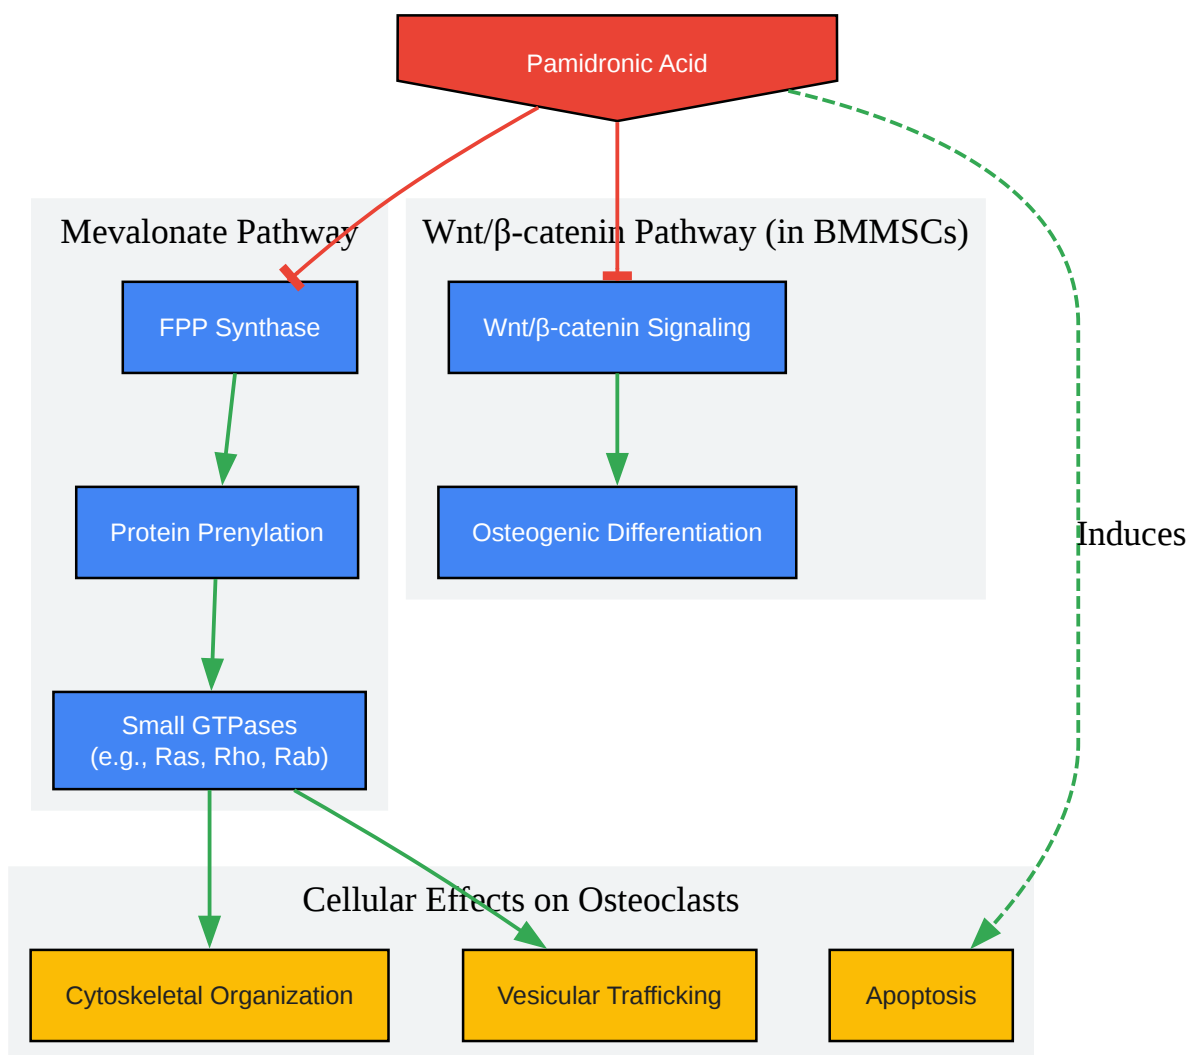 Pamidronic Acid
Mevalonate Pathway
Wnt/β-catenin Pathway (in BMMSCs)
FPP Synthase
Wnt/β-catenin Signaling
Protein Prenylation
Osteogenic Differentiation
Induces
Small GTPases
(e.g., Ras, Rho, Rab)
Cellular Effects on Osteoclasts
Cytoskeletal Organization
Vesicular Trafficking
Apoptosis